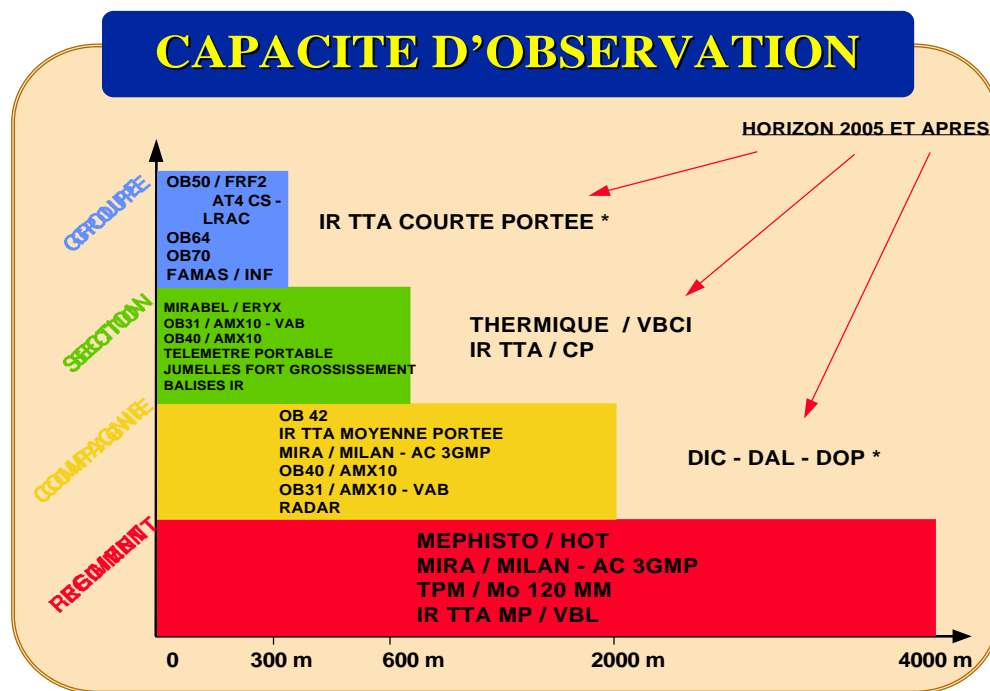 CAPACITE D'OBSERVATION
HORIZON 2005 ET APRES
GROUPE
OB50 / FRF2
AT4 CS -
LRAC
OB64
OB70
FAMAS / INF
IR TTA COURTE PORTEE *
SECTION
MIRABEL / ERYX
OB31 / AMX10 - VAB
OB40 / AMX10
TELEMETRE PORTABLE
JUMELLES FORT GROSSISSEMENT
BALISES IR
THERMIQUE / VBCI
IR TTA / CP
COMPAGNIE
OB 42
IR TTA MOYENNE PORTEE
MIRA / MILAN - AC 3GMP
OB40 / AMX10
OB31 / AMX10 - VAB
RADAR
DIC - DAL - DOP *
REGIMENT
MEPHISTO / HOT
MIRA / MILAN - AC 3GMP
TPM / Mo 120 MM
IR TTA MP / VBL
0 300 m 600 m 2000 m 4000 m